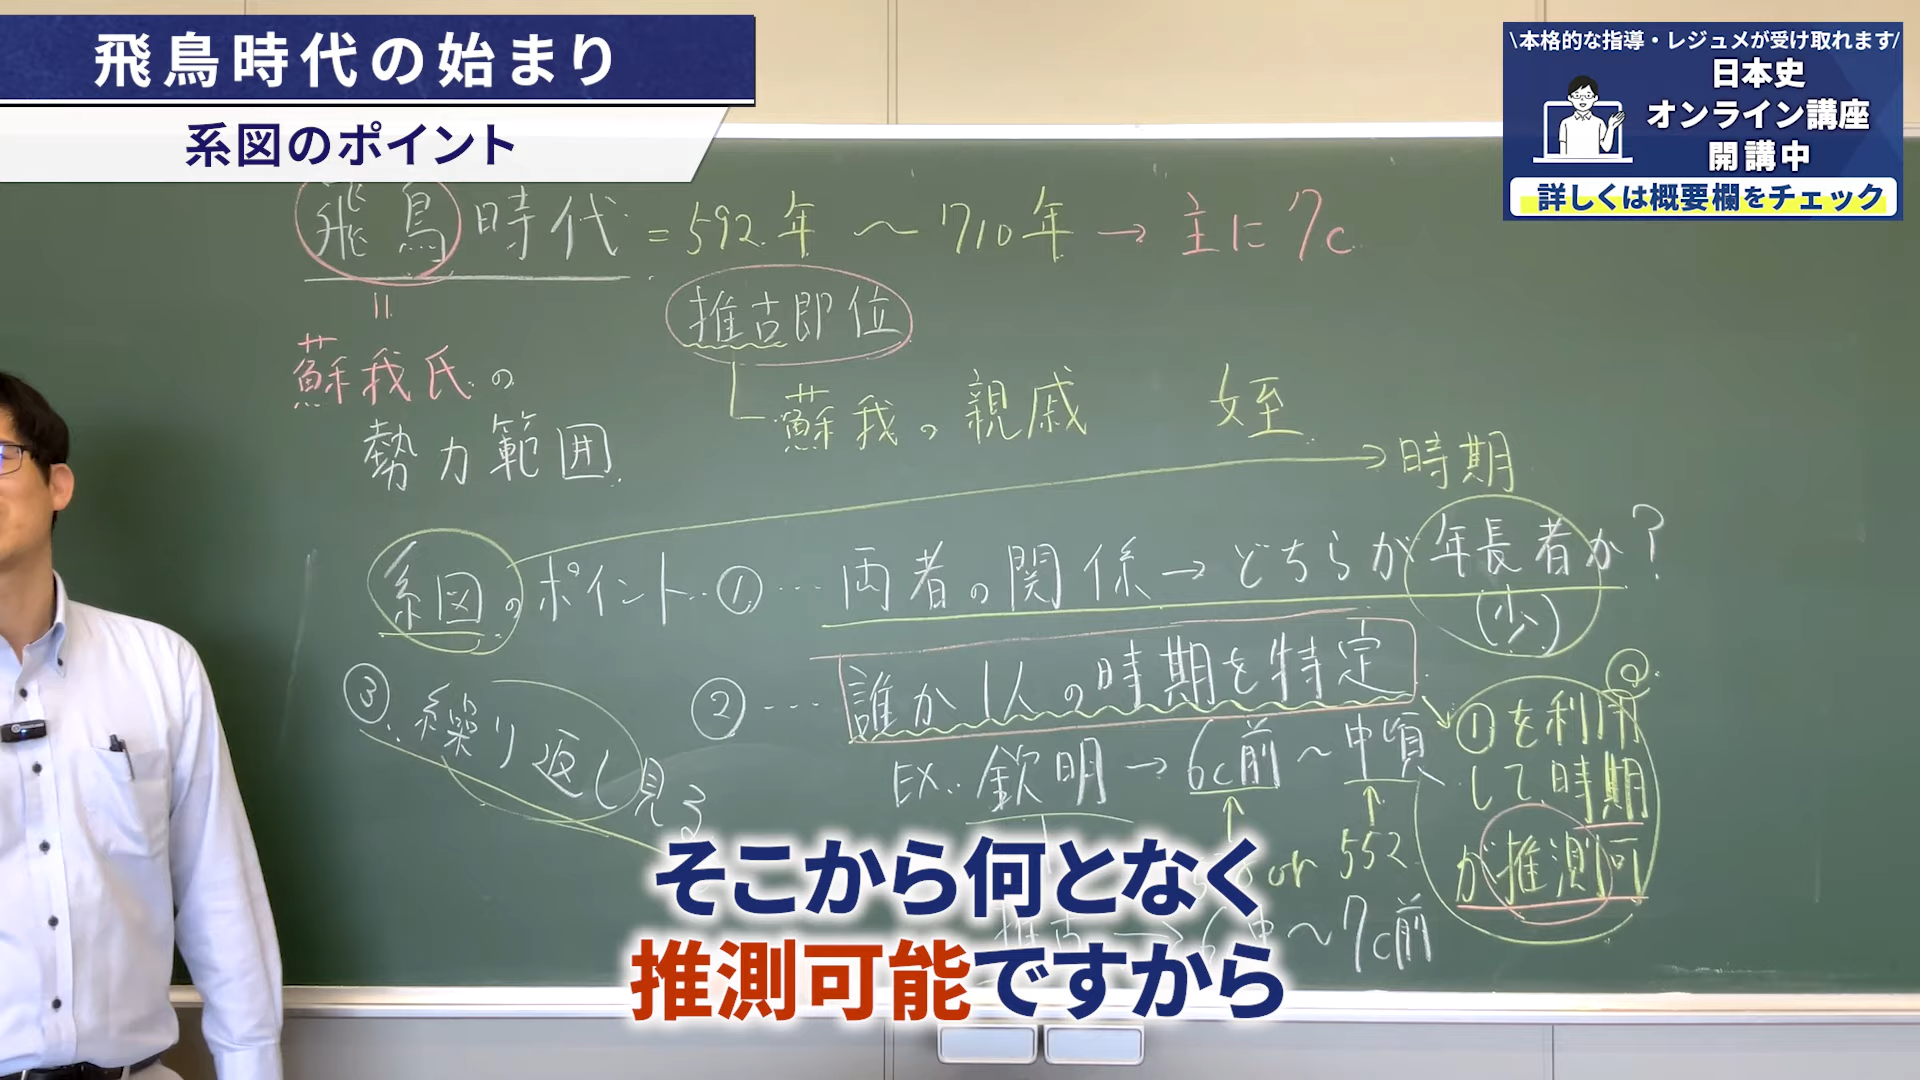 飛鳥時代の始まり
系図のポイント
\本格的な指導・レジュメが受け取れます/
日本史
オンライン講座
開講中
詳しくは概要欄をチェック
飛鳥時代=592年～710年→主に7c
〃
推古即位
蘇我氏の
勢力範囲
蘇我の親戚 姪
→時期
系図のポイント..①…両者の関係→どちらが年長者か?
(少)
②…誰か1人の時期を特定
①を利用
して時期
が推測可
EX..欽明→6c前～中頃
or 552
→6中～7c前
③..繰り返し見る
そこから何となく
推測可能ですから